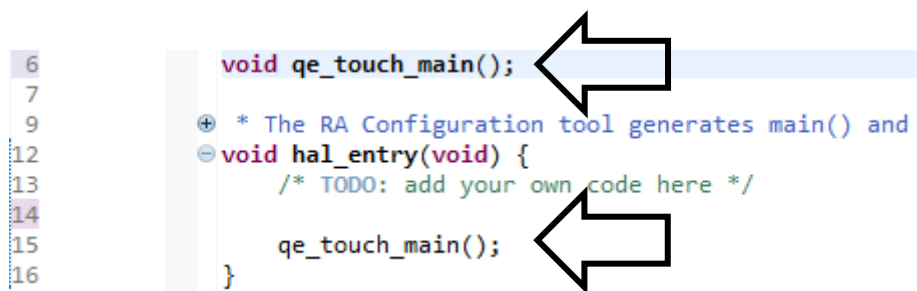 6 void qe_touch_main();
7
9 * The RA Configuration tool generates main() and
12 void hal_entry(void) {
13 /* TODO: add your own code here */
14
15 qe_touch_main();
16 }